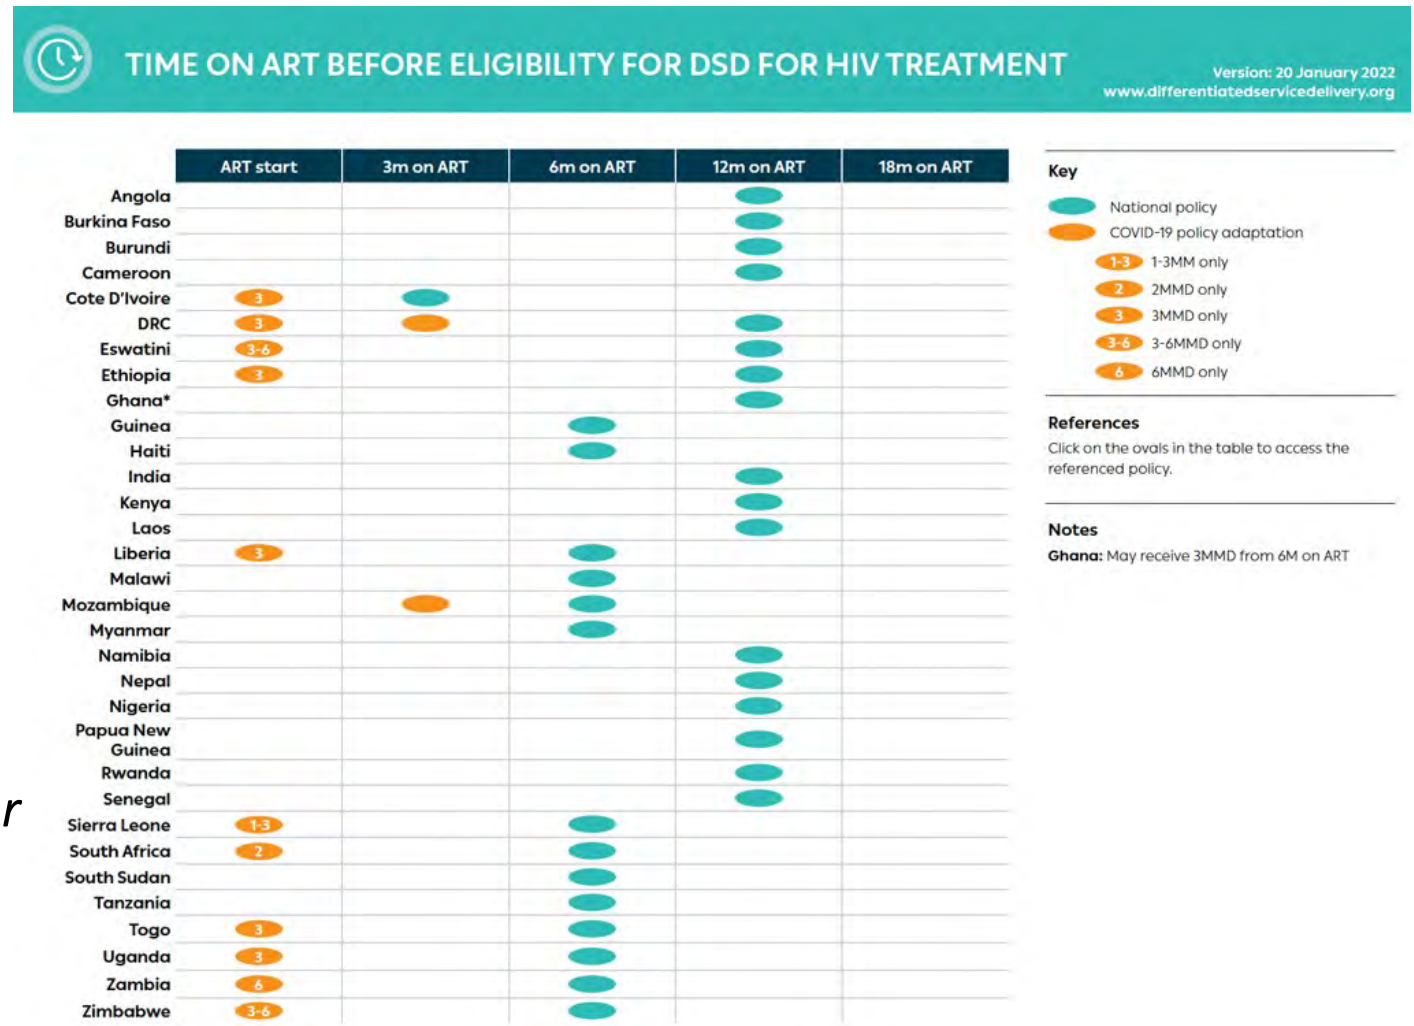 TIME ON ART BEFORE ELIGIBILITY FOR DSD FOR HIV TREATMENT
Version: 20 January 2022
www.differentiatedservicedelivery.org
ART start 3m on ART 6m on ART 12m on ART 18m on ART
Angola
Burkina Faso
Burundi
Cameroon
Cote D'Ivoire 3
DRC 3
Eswatini 3-6
Ethiopia 3
Ghana*
Guinea
Haiti
India
Kenya
Laos
Liberia 3
Malawi
Mozambique
Myanmar
Namibia
Nepal
Nigeria
Papua New
Guinea
Rwanda
Senegal
r
Sierra Leone 1-3
South Africa 2
South Sudan
Tanzania
Togo 3
Uganda 3
Zambia 6
Zimbabwe 3-6
Key
National policy
COVID-19 policy adaptation
1-3 1-3MM only
2 2MMD only
3 3MMD only
3-6 3-6MMD only
6 6MMD only
References
Click on the ovals in the table to access the
referenced policy.
Notes
Ghana: May receive 3MMD from 6M on ART